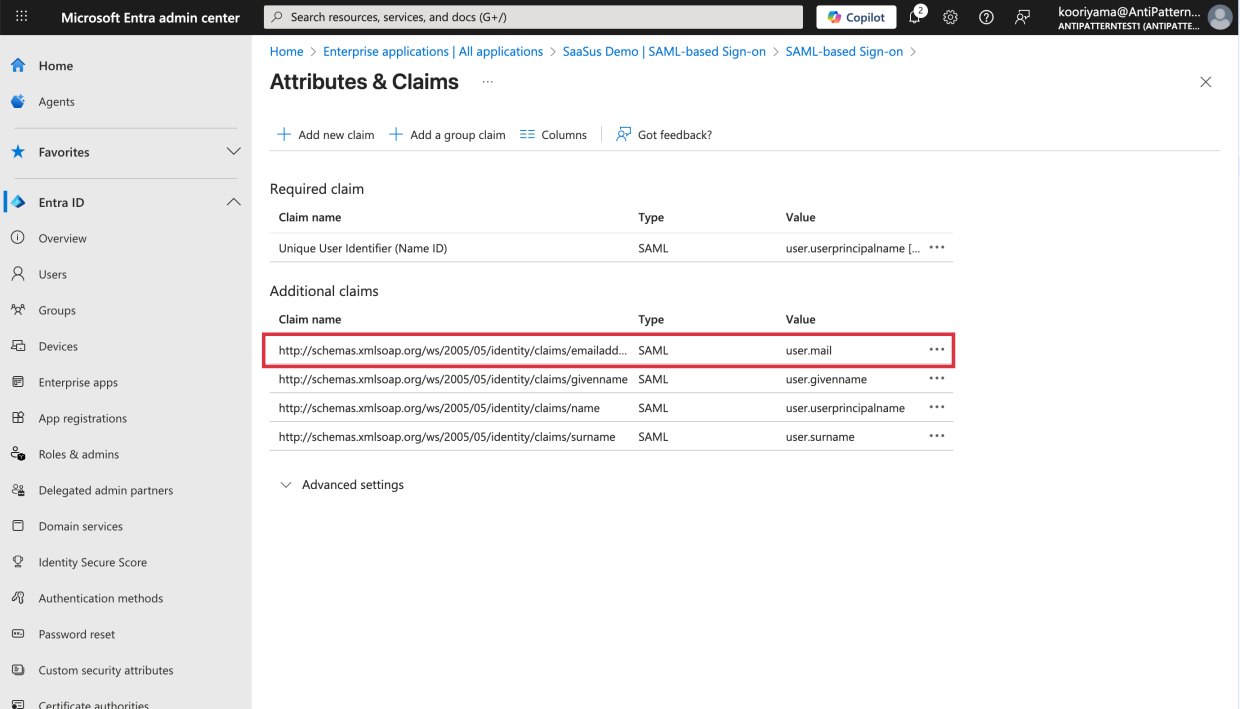 Microsoft Entra admin center
Search resources, services, and docs (G+/)
Copilot
2
kooriyama@AntiPattern...
ANTIPATTERNTEST1 (ANTIPATTE...
Home
Agents
Favorites
Entra ID
Overview
Users
Groups
Devices
Enterprise apps
App registrations
Roles & admins
Delegated admin partners
Domain services
Identity Secure Score
Authentication methods
Password reset
Custom security attributes
Certificate authorities
Home > Enterprise applications | All applications > SaaSus Demo | SAML-based Sign-on > SAML-based Sign-on >
Attributes & Claims ...
Add new claim Add a group claim Columns Got feedback?
Required claim
Claim name Type Value
Unique User Identifier (Name ID) SAML user.userprincipalname [... •••
Additional claims
Claim name Type Value
http://schemas.xmlsoap.org/ws/2005/05/identity/claims/emailadd... SAML user.mail •••
http://schemas.xmlsoap.org/ws/2005/05/identity/claims/givenname SAML user.givenname •••
http://schemas.xmlsoap.org/ws/2005/05/identity/claims/name SAML user.userprincipalname •••
http://schemas.xmlsoap.org/ws/2005/05/identity/claims/surname SAML user.surname •••
Advanced settings